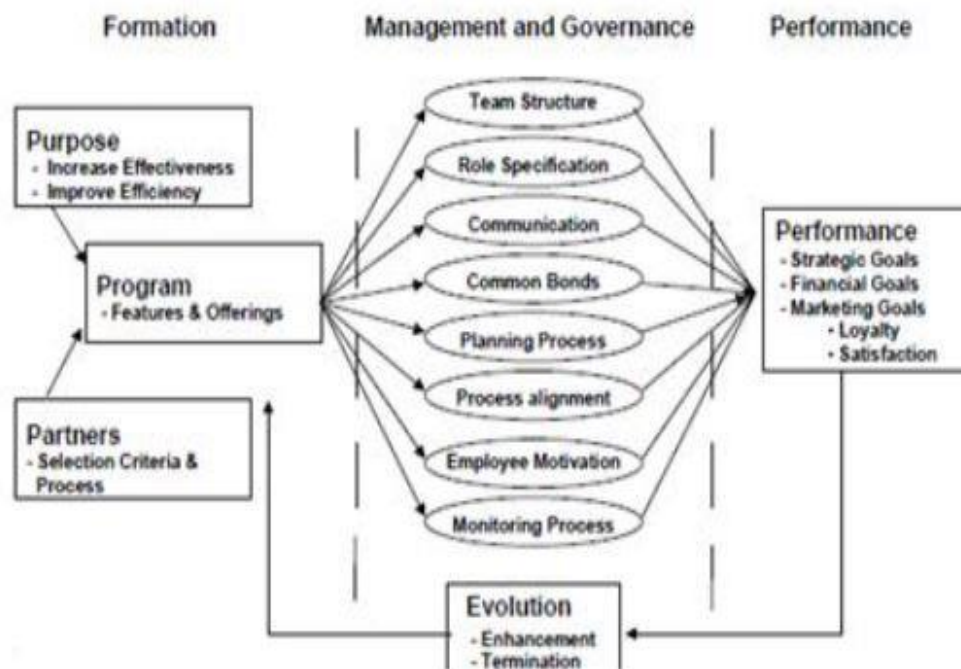 Formation
Management and Governance
Performance
Purpose
- Increase Effectiveness
- Improve Efficiency
Program
- Features & Offerings
Partners
- Selection Criteria &
Process
Team Structure
Role Specification
Communication
Common Bonds
Planning Process
Process alignment
Employee Motivation
Monitoring Process
Performance
- Strategic Goals
- Financial Goals
- Marketing Goals
• Loyalty
• Satisfaction
Evolution
- Enhancement
- Termination